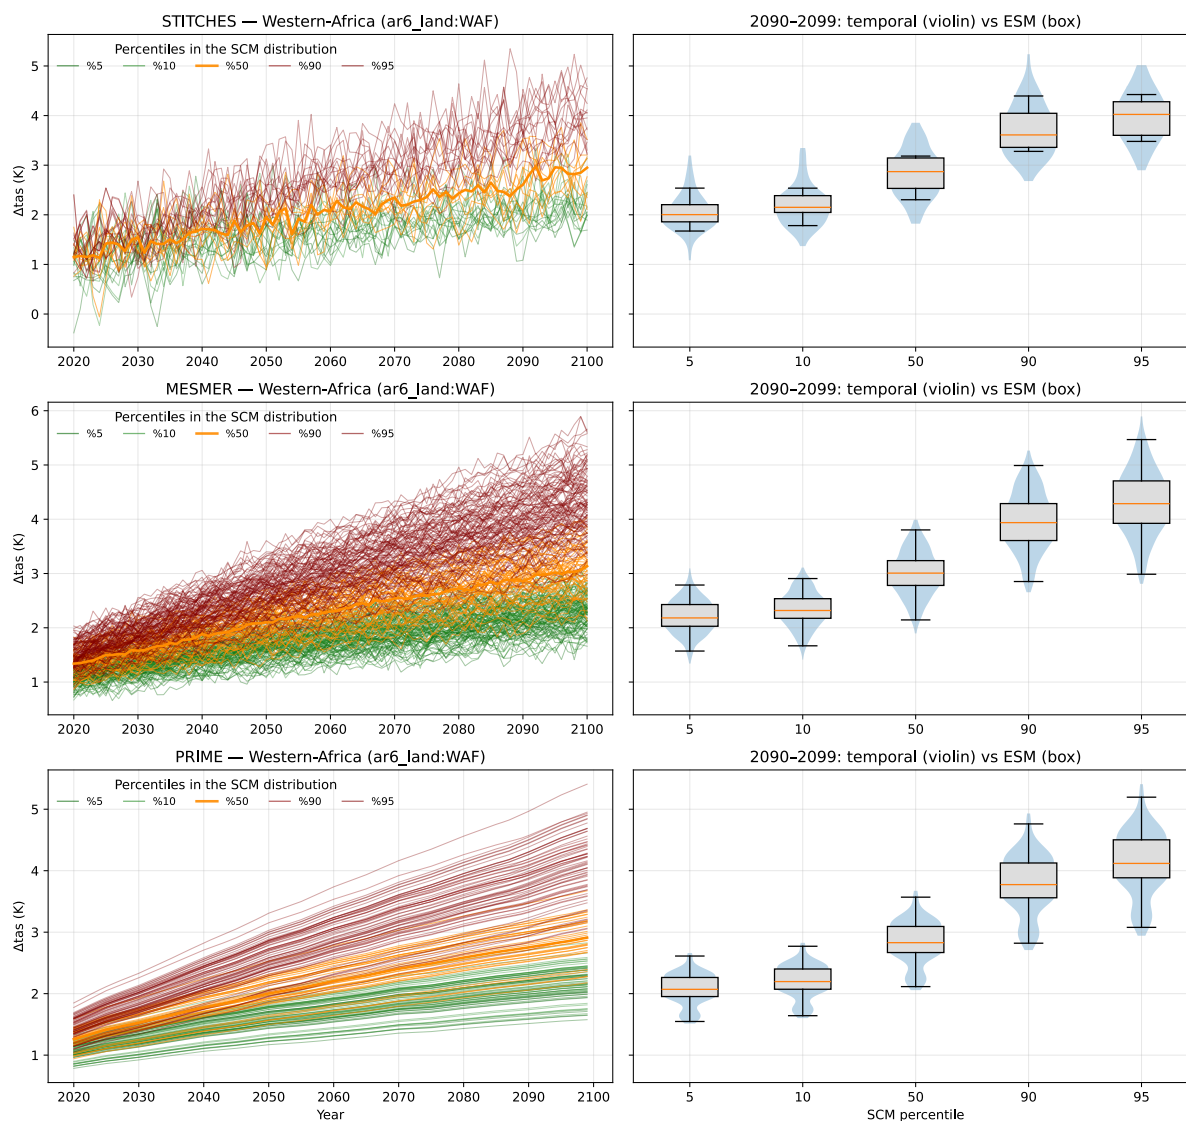 STITCHES — Western-Africa (ar6_land:WAF)
2090–2099: temporal (violin) vs ESM (box)
Percentiles in the SCM distribution
%5 %10 %50 %90 %95
Δtas (K)
5
4
3
2
1
0
2020 2030 2040 2050 2060 2070 2080 2090 2100
5 10 50 90 95
MESMER — Western-Africa (ar6_land:WAF)
2090–2099: temporal (violin) vs ESM (box)
Percentiles in the SCM distribution
%5 %10 %50 %90 %95
Δtas (K)
6
5
4
3
2
1
2020 2030 2040 2050 2060 2070 2080 2090 2100
5 10 50 90 95
PRIME — Western-Africa (ar6_land:WAF)
2090–2099: temporal (violin) vs ESM (box)
Percentiles in the SCM distribution
%5 %10 %50 %90 %95
Δtas (K)
5
4
3
2
1
2020 2030 2040 2050 2060 2070 2080 2090 2100
5 10 50 90 95
Year
SCM percentile